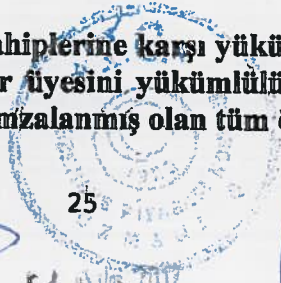 ahiplerine karşı yükü
r üyesini yükümlülü
mzalanmış olan tüm
25